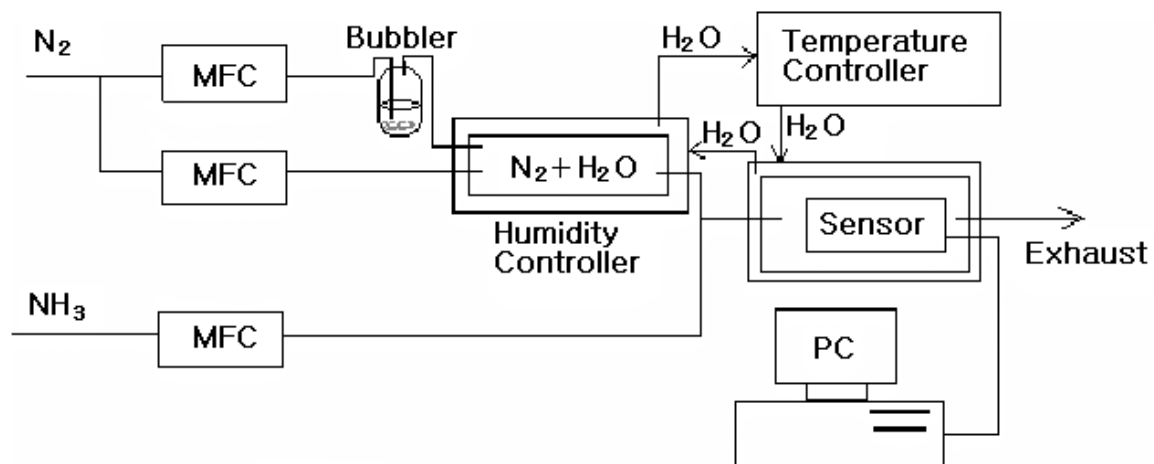 N₂
MFC
Bubbler
H₂O
Temperature
Controller
H₂O
H₂O
MFC
N₂+H₂O
Sensor
Humidity
Controller
Exhaust
NH₃
MFC
PC